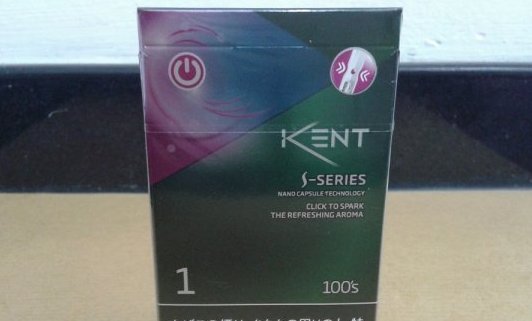 KENT
S-SERIES
NANO CAPSULE TECHNOLOGY
CLICK TO SPARK
THE REFRESHING AROMA
1
100's